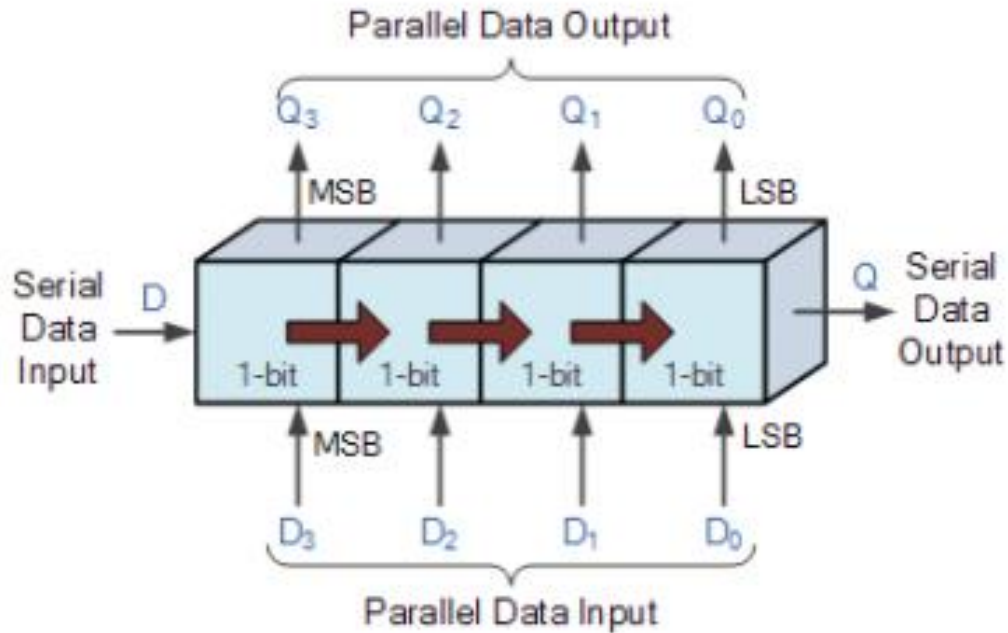 Parallel Data Output
Q₃ Q₂ Q₁ Q₀
MSB LSB
Serial Data Input
D
Q
Serial Data Output
1-bit 1-bit 1-bit 1-bit
MSB LSB
D₃ D₂ D₁ D₀
Parallel Data Input